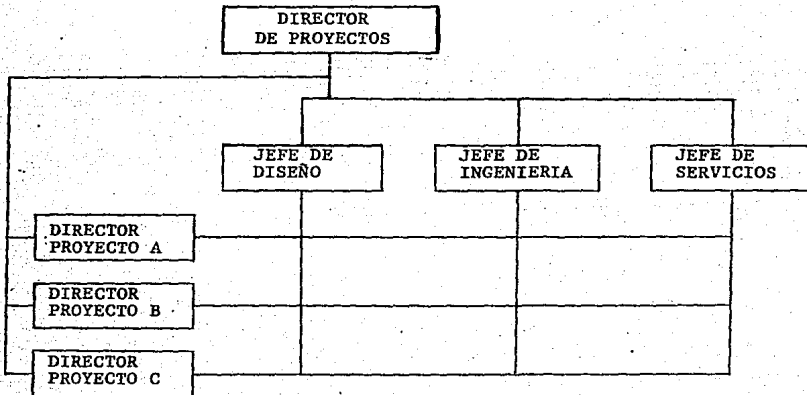 DIRECTOR
DE PROYECTOS
JEFE DE
DISEÑO
JEFE DE
INGENIERIA
JEFE DE
SERVICIOS
DIRECTOR
PROYECTO A
DIRECTOR
PROYECTO B
DIRECTOR
PROYECTO C